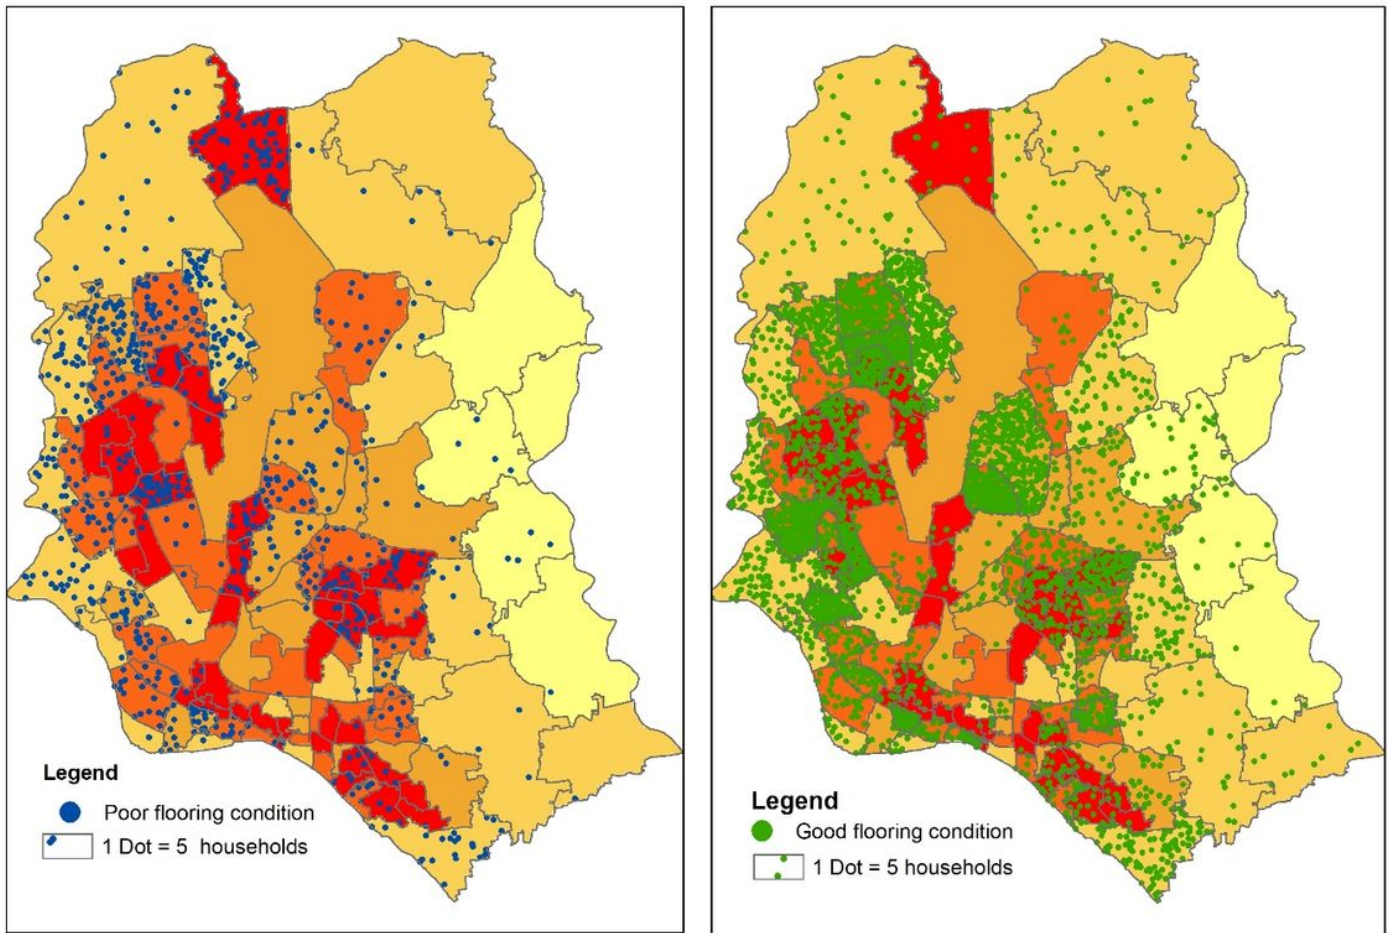 Legend
Poor flooring condition
1 Dot = 5 households
Legend
Good flooring condition
1 Dot = 5 households